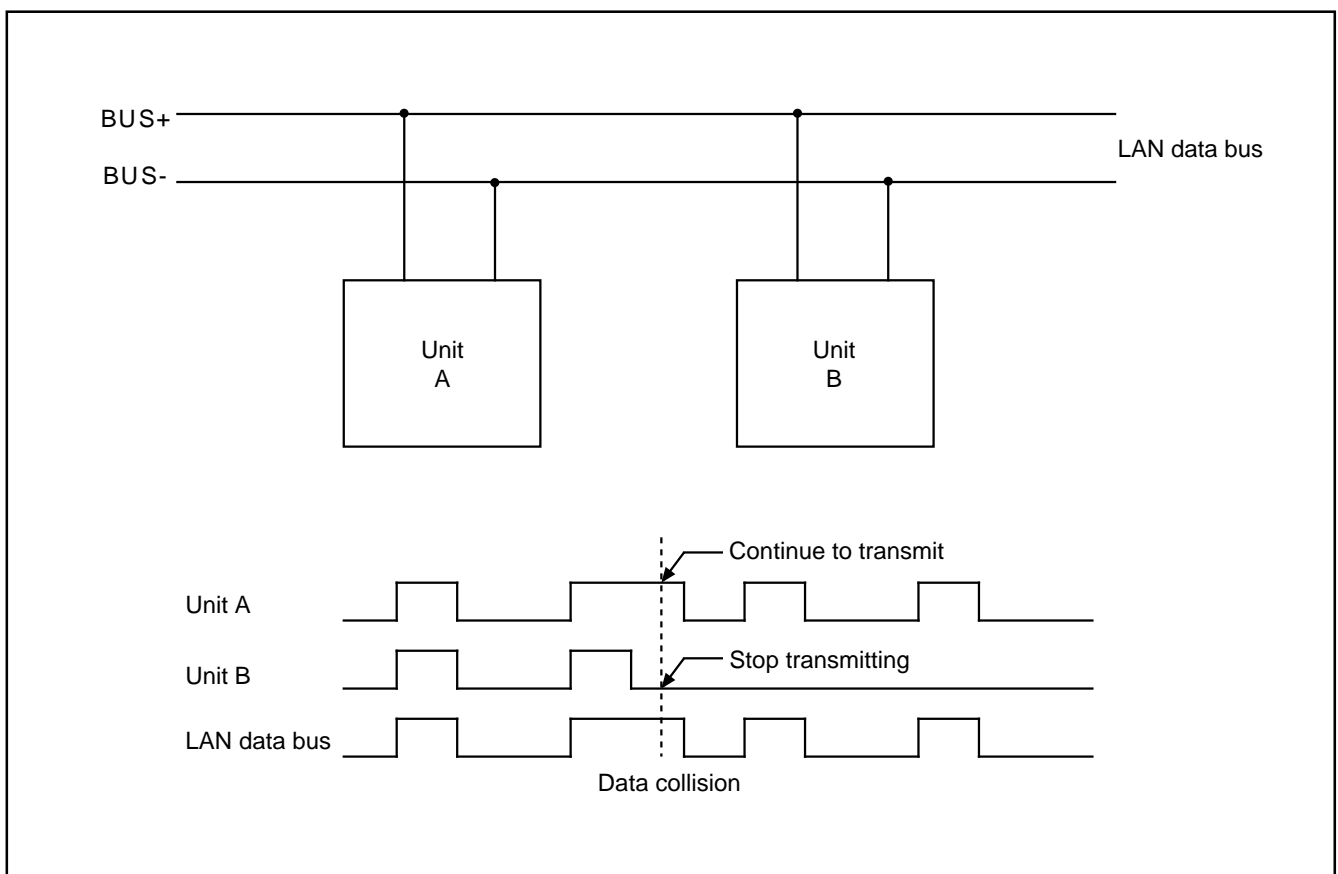 BUS+
LAN data bus
BUS-
Unit
A
Unit
B
Continue to transmit
Unit A
Stop transmitting
Unit B
LAN data bus
Data collision